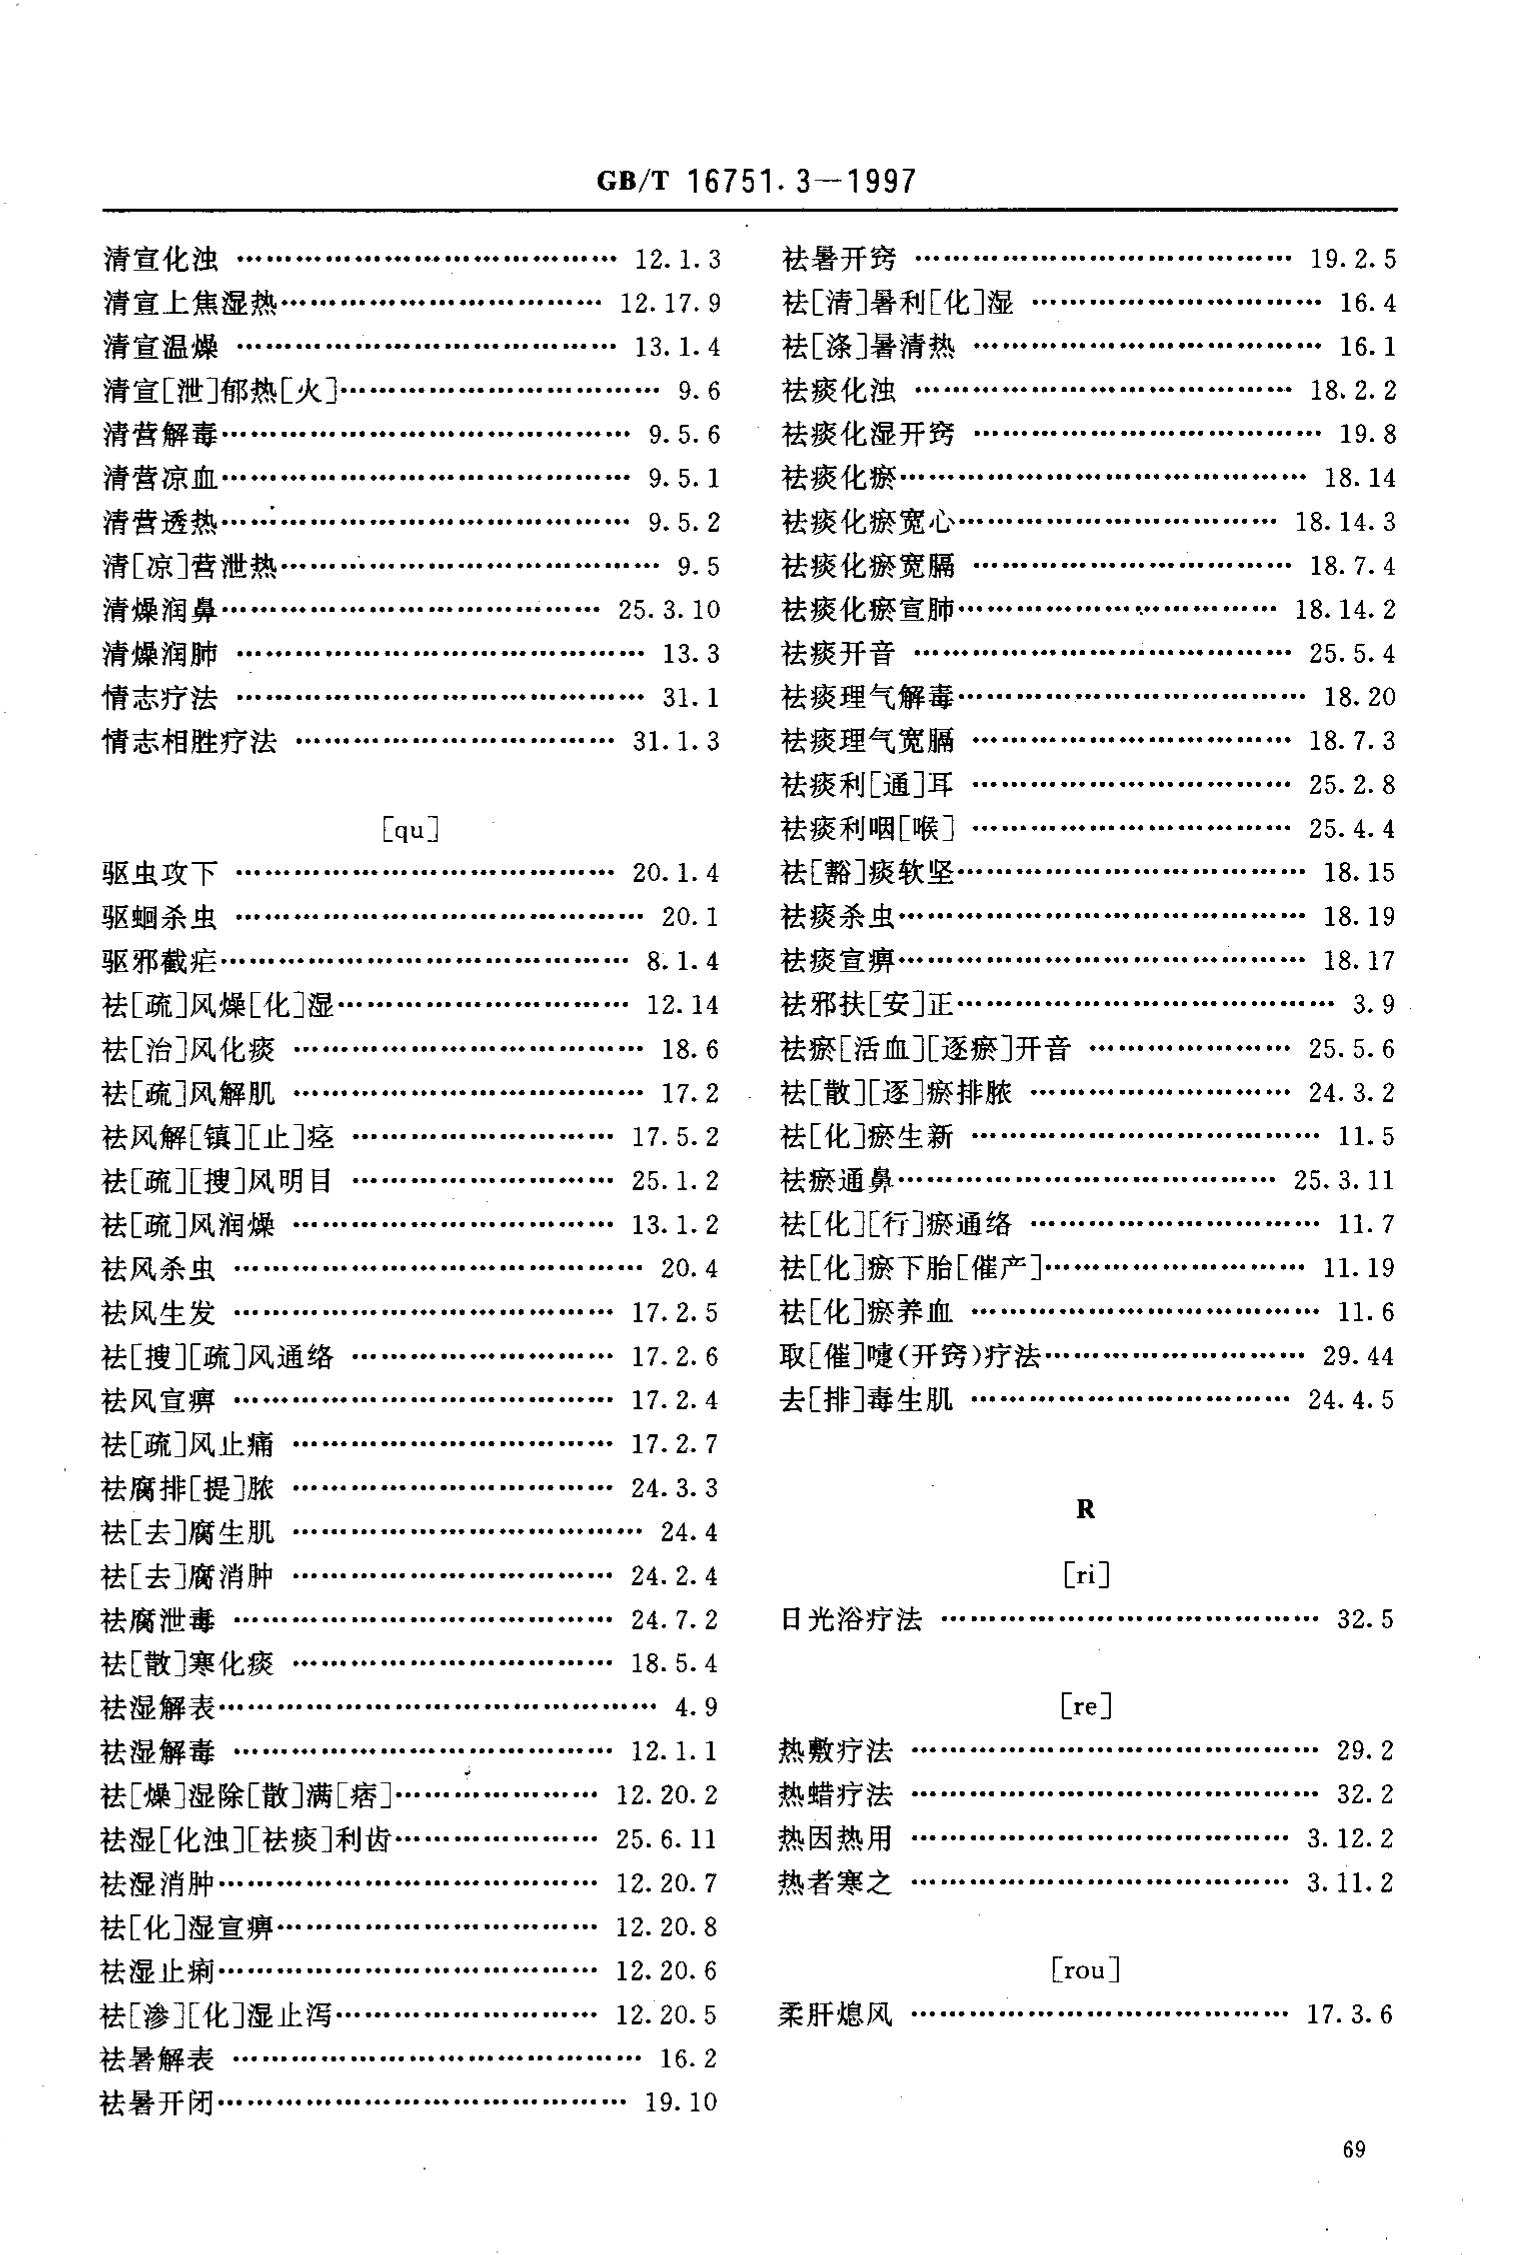 GB/T 16751.3—1997
清宣化浊 …………………………………… 12.1.3
清宣上焦湿热…………………………… 12.17.9
清宣温燥 …………………………………… 13.1.4
清宣[泄]郁热[火]…………………………… 9.6
清营解毒…………………………………… 9.5.6
清营凉血…………………………………… 9.5.1
清营透热…………………………………… 9.5.2
清[凉]营泄热………………………………… 9.5
清燥润鼻…………………………………… 25.3.10
清燥润肺 …………………………………… 13.3
情志疗法 …………………………………… 31.1
情志相胜疗法 …………………………… 31.1.3
[qu]
驱虫攻下 ………………………………… 20.1.4
驱蛔杀虫 …………………………………… 20.1
驱邪截疟…………………………………… 8.1.4
祛[疏]风燥[化]湿………………………… 12.14
祛[治]风化痰 ……………………………… 18.6
祛[疏]风解肌 ……………………………… 17.2
祛风解[镇][止]痉 ……………………… 17.5.2
祛[疏][搜]风明目 ……………………… 25.1.2
祛[疏]风润燥 …………………………… 13.1.2
祛风杀虫 …………………………………… 20.4
祛风生发 ………………………………… 17.2.5
祛[搜][疏]风通络 ……………………… 17.2.6
祛风宣痹 ………………………………… 17.2.4
祛[疏]风止痛 …………………………… 17.2.7
祛腐排[提]脓 …………………………… 24.3.3
祛[去]腐生肌 ……………………………… 24.4
祛[去]腐消肿 …………………………… 24.2.4
祛腐泄毒 ………………………………… 24.7.2
祛[散]寒化痰 …………………………… 18.5.4
祛湿解表……………………………………… 4.9
祛湿解毒 ………………………………… 12.1.1
祛[燥]湿除[散]满[痞]………………… 12.20.2
祛湿[化浊][祛痰]利齿………………… 25.6.11
祛湿消肿………………………………… 12.20.7
祛[化]湿宣痹…………………………… 12.20.8
祛湿止痢………………………………… 12.20.6
祛[渗][化]湿止泻……………………… 12.20.5
祛暑解表 …………………………………… 16.2
祛暑开闭…………………………………… 19.10
祛暑开窍 ………………………………… 19.2.5
祛[清]暑利[化]湿 ………………………… 16.4
祛[涤]暑清热 ……………………………… 16.1
祛痰化浊 ………………………………… 18.2.2
祛痰化湿开窍 ……………………………… 19.8
祛痰化瘀…………………………………… 18.14
祛痰化瘀宽心…………………………… 18.14.3
祛痰化瘀宽膈 …………………………… 18.7.4
祛痰化瘀宣肺…………………………… 18.14.2
祛痰开音 ………………………………… 25.5.4
祛痰理气解毒……………………………… 18.20
祛痰理气宽膈 …………………………… 18.7.3
祛痰利[通]耳 …………………………… 25.2.8
祛痰利咽[喉] …………………………… 25.4.4
祛[豁]痰软坚……………………………… 18.15
祛痰杀虫…………………………………… 18.19
祛痰宣痹…………………………………… 18.17
祛邪扶[安]正………………………………… 3.9
祛瘀[活血][逐瘀]开音 ………………… 25.5.6
祛[散][逐]瘀排脓 ……………………… 24.3.2
祛[化]瘀生新 ……………………………… 11.5
祛瘀通鼻………………………………… 25.3.11
祛[化][行]瘀通络 ………………………… 11.7
祛[化]瘀下胎[催产]……………………… 11.19
祛[化]瘀养血 ……………………………… 11.6
取[催]嚏(开窍)疗法……………………… 29.44
去[排]毒生肌 …………………………… 24.4.5
R
[ri]
日光浴疗法 ………………………………… 32.5
[re]
热敷疗法 …………………………………… 29.2
热蜡疗法 …………………………………… 32.2
热因热用 ………………………………… 3.12.2
热者寒之 ………………………………… 3.11.2
[rou]
柔肝熄风 ………………………………… 17.3.6
69